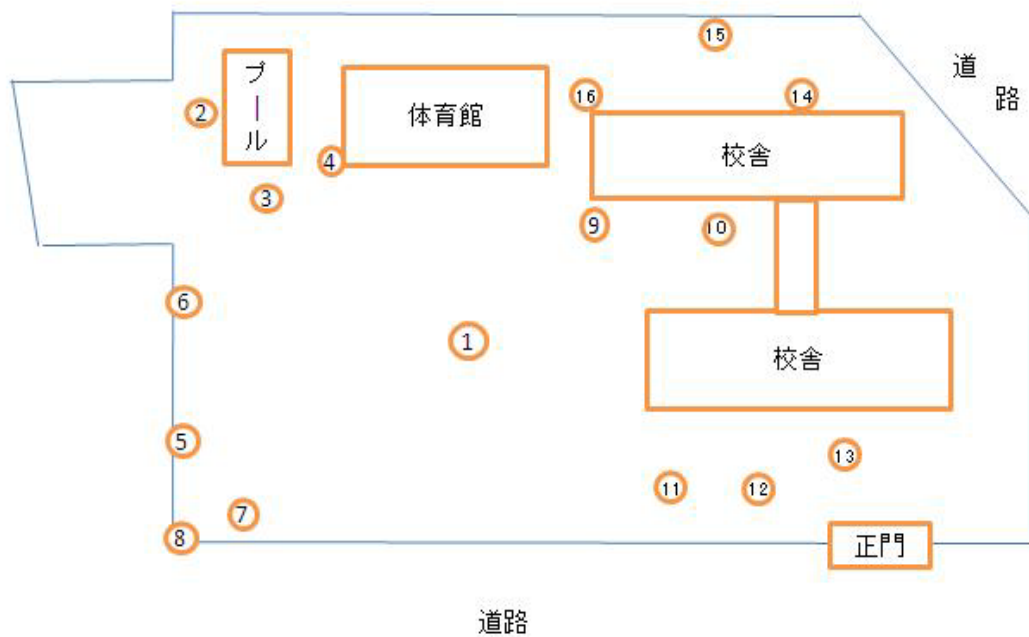 道
路
⑮
プール
⑯
⑭
体育館
②
校舎
④
③
⑨
⑩
⑥
①
校舎
⑤
⑬
⑪
⑫
⑦
⑧
正門
道路